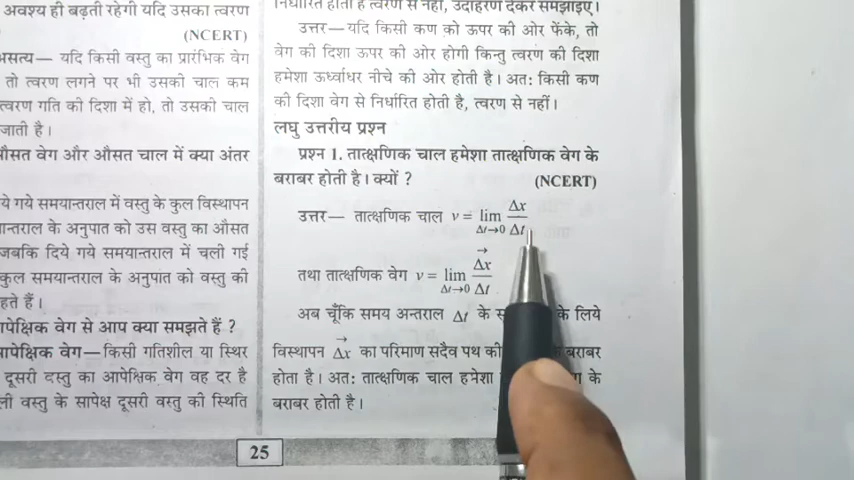 अवश्य ही बढ़ती रहेगी यदि उसका त्वरण
(NCERT)
असत्य— यदि किसी वस्तु का प्रारंभिक वेग
तो त्वरण लगने पर भी उसकी चाल कम
त्वरण गति की दिशा में हो, तो उसकी चाल
जाती है।
औसत वेग और औसत चाल में क्या अंतर
ये गये समयान्तराल में वस्तु के कुल विस्थापन
न्तराल के अनुपात को उस वस्तु का औसत
जबकि दिये गये समयान्तराल में चली गई
कुल समयान्तराल के अनुपात को वस्तु की
हते हैं।
पेक्षिक वेग से आप क्या समझते हैं ?
पेक्षिक वेग—किसी गतिशील या स्थिर
दूसरी वस्तु का आपेक्षिक वेग वह दर है
ली वस्तु के सापेक्ष दूसरी वस्तु की स्थिति
निर्धारित होती है त्वरण से नहीं, उदाहरण देकर समझाइए।
उत्तर—यदि किसी कण को ऊपर की ओर फेंके, तो
वेग की दिशा ऊपर की ओर होगी किन्तु त्वरण की दिशा
हमेशा ऊर्ध्वाधर नीचे की ओर होती है। अत: किसी कण
की दिशा वेग से निर्धारित होती है, त्वरण से नहीं।
लघु उत्तरीय प्रश्न
प्रश्न 1. तात्क्षणिक चाल हमेशा तात्क्षणिक वेग के
बराबर होती है। क्यों ? (NCERT)
उत्तर— तात्क्षणिक चाल v = lim Δt→0 Δx/Δt
तथा तात्क्षणिक वेग v = lim Δt→0 Δx⃗/Δt
अब चूँकि समय अन्तराल Δt के के लिये
विस्थापन Δx⃗ का परिमाण सदैव पथ की बराबर
होता है। अत: तात्क्षणिक चाल हमेशा के
बराबर होती है।
25